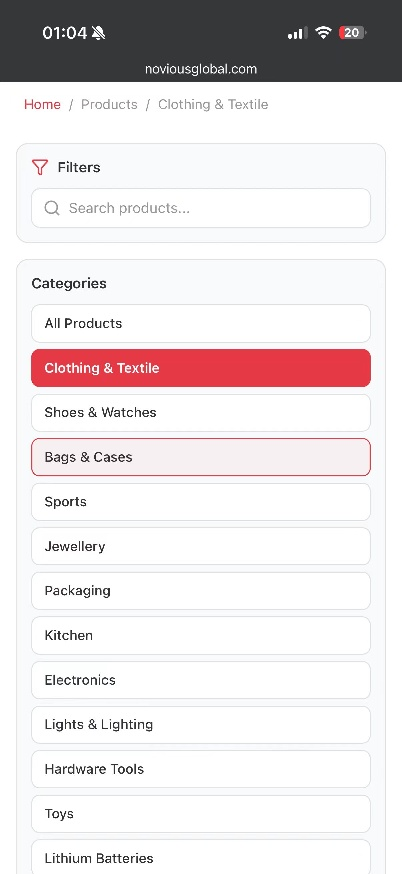 01:04 20
noviousglobal.com
Home / Products / Clothing & Textile
Filters
Search products...
Categories
All Products
Clothing & Textile
Shoes & Watches
Bags & Cases
Sports
Jewellery
Packaging
Kitchen
Electronics
Lights & Lighting
Hardware Tools
Toys
Lithium Batteries